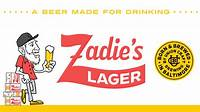 A BEER MADE FOR DRINKING
Zadie's
LAGER
BORN & BREWED
IN BALTIMORE